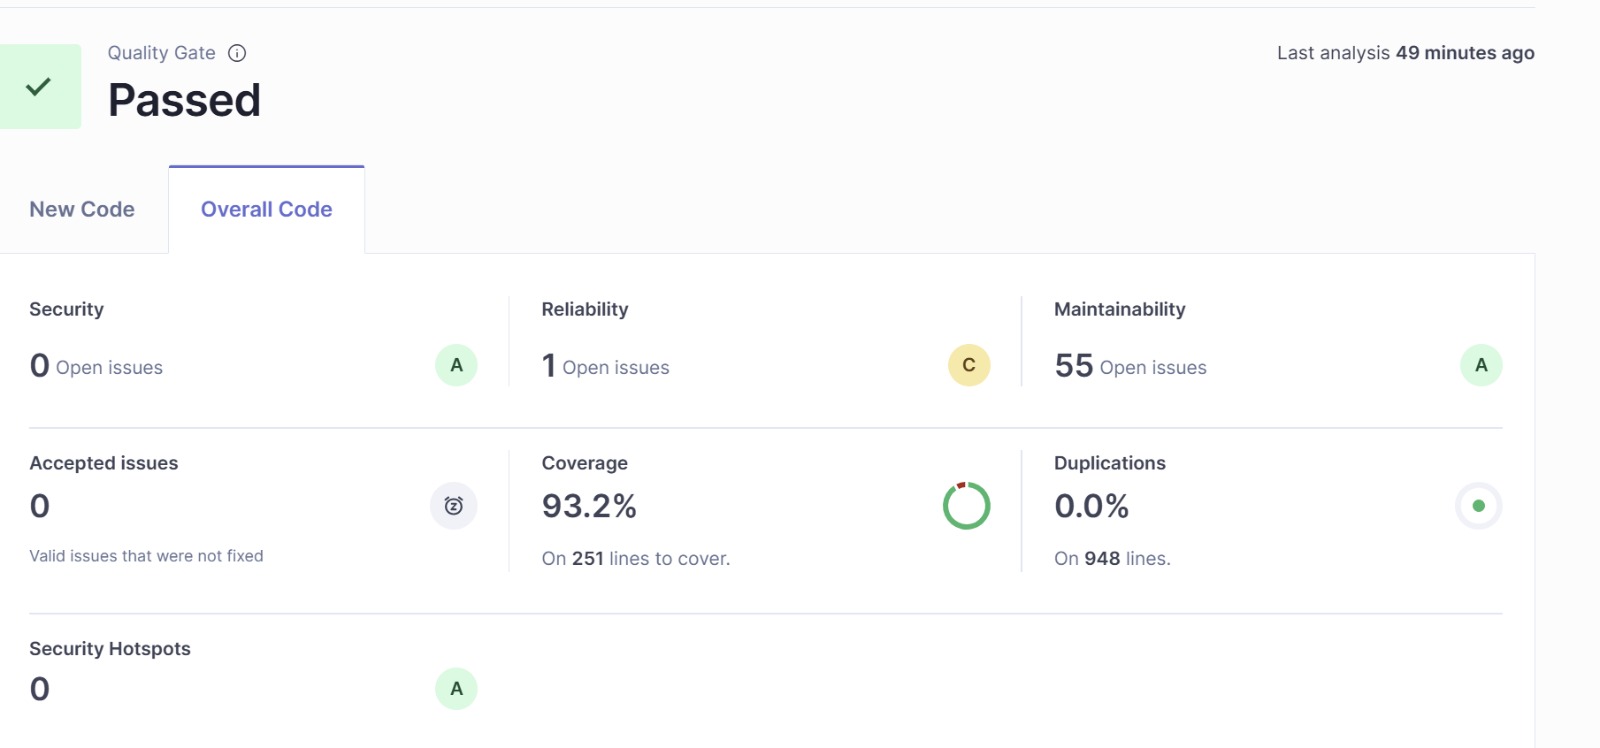 Quality Gate
Last analysis 49 minutes ago
Passed
New Code
Overall Code
Security
0 Open issues
A
Reliability
1 Open issues
C
Maintainability
55 Open issues
A
Accepted issues
0
Valid issues that were not fixed
Coverage
93.2%
On 251 lines to cover.
Duplications
0.0%
On 948 lines.
Security Hotspots
0
A